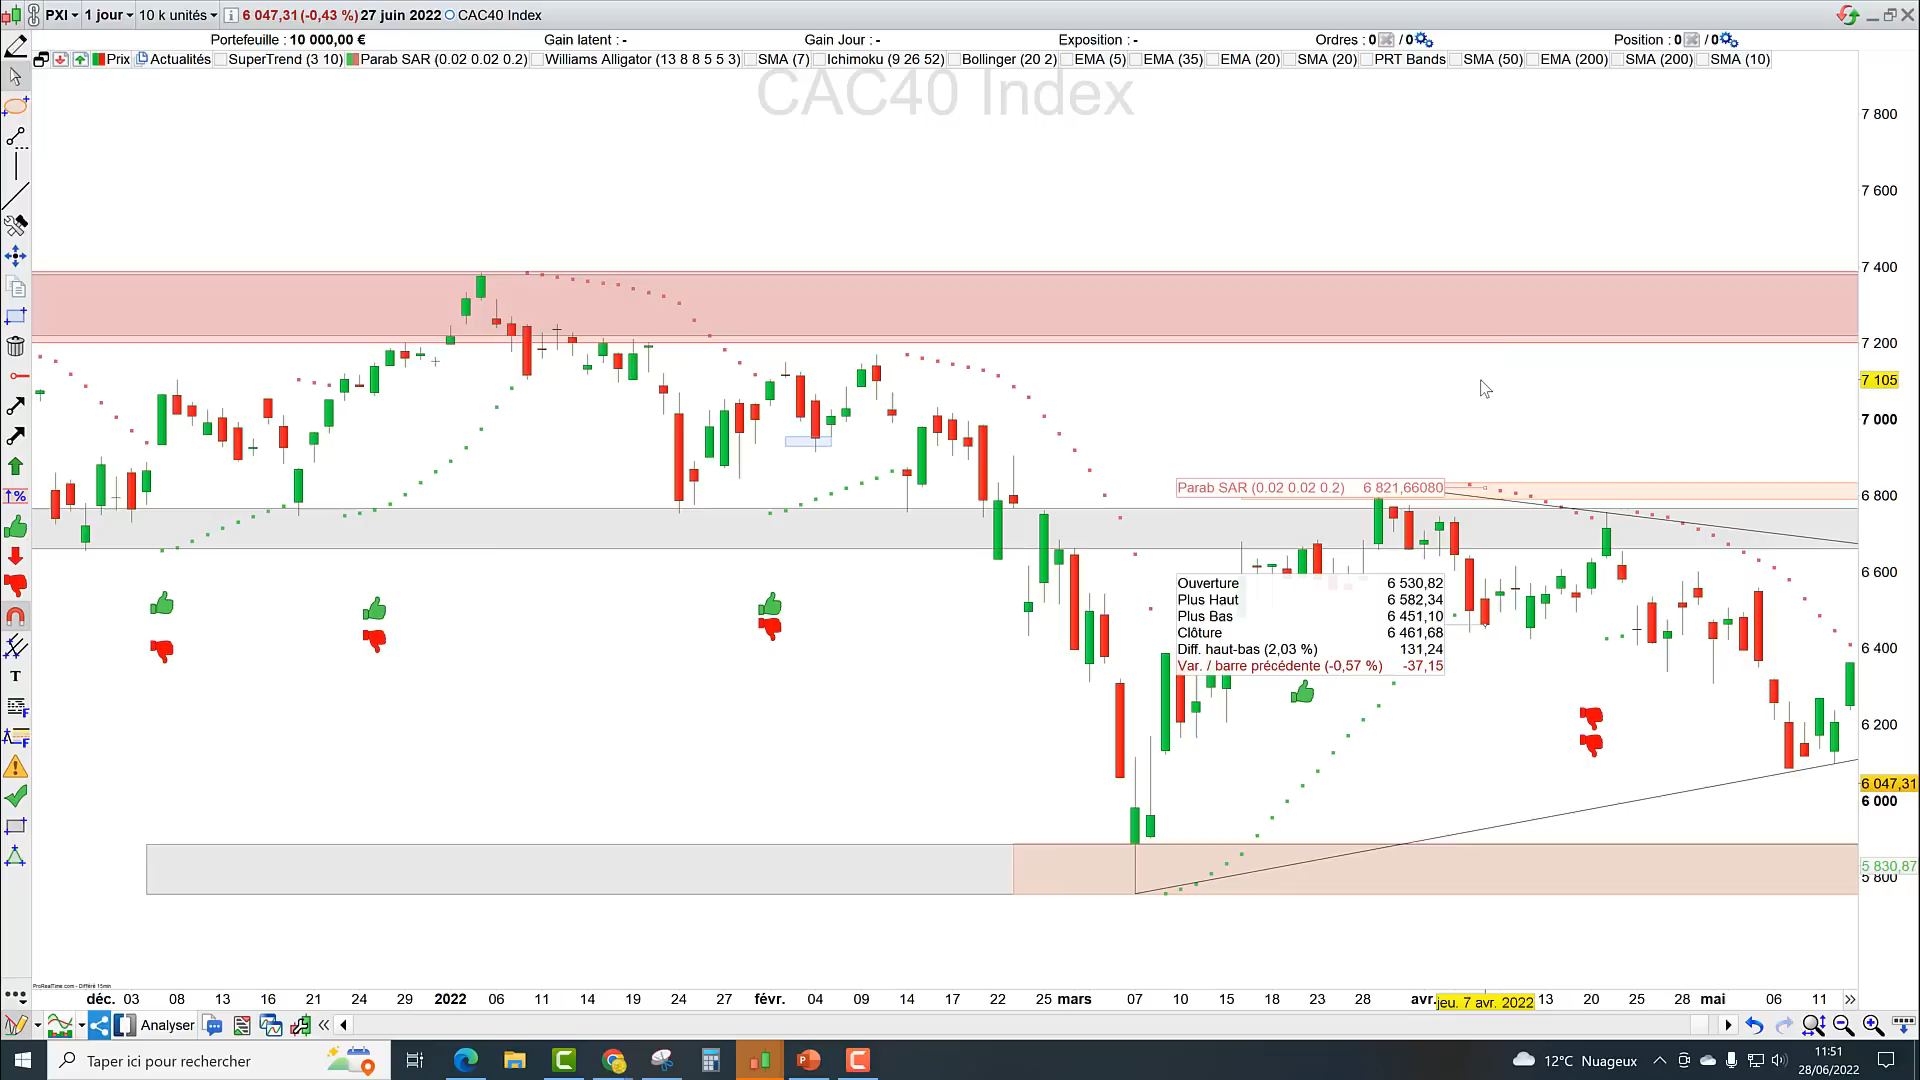 PXI 1 jour 10 k unités 6 047,31 (-0,43 %) 27 juin 2022 CAC40 Index
Portefeuille : 10 000,00 € Gain latent : - Gain Jour : - Exposition : - Ordres : 0 / 0 Position : 0 / 0
Prix Actualités SuperTrend (3 10) Parab SAR (0.02 0.02 0.2) Williams Alligator (13 8 8 5 5 3) SMA (7) Ichimoku (9 26 52) Bollinger (20 2) EMA (5) EMA (35) EMA (20) SMA (20) PRT Bands SMA (50) EMA (200) SMA (200) SMA (10)
CAC40 Index
7 800
7 600
7 400
7 200
7 105
7 000
6 800
6 600
6 400
6 200
6 047,31
6 000
5 830,87
5 800
Parab SAR (0.02 0.02 0.2) 6 821,66080
Ouverture 6 530,82
Plus Haut 6 582,34
Plus Bas 6 451,10
Clôture 6 461,68
Diff. haut-bas (2,03 %) 131,24
Var. / barre précédente (-0,57 %) -37,15
ProRealTime.com - Différé 15min
déc. 03 08 13 16 21 24 29 2022 06 11 14 19 24 27 févr. 04 09 14 17 22 25 mars 07 10 15 18 23 28 avr. jeu. 7 avr. 2022 13 20 25 28 mai 06 11
Analyser
Taper ici pour rechercher
12°C Nuageux
11:51
28/06/2022